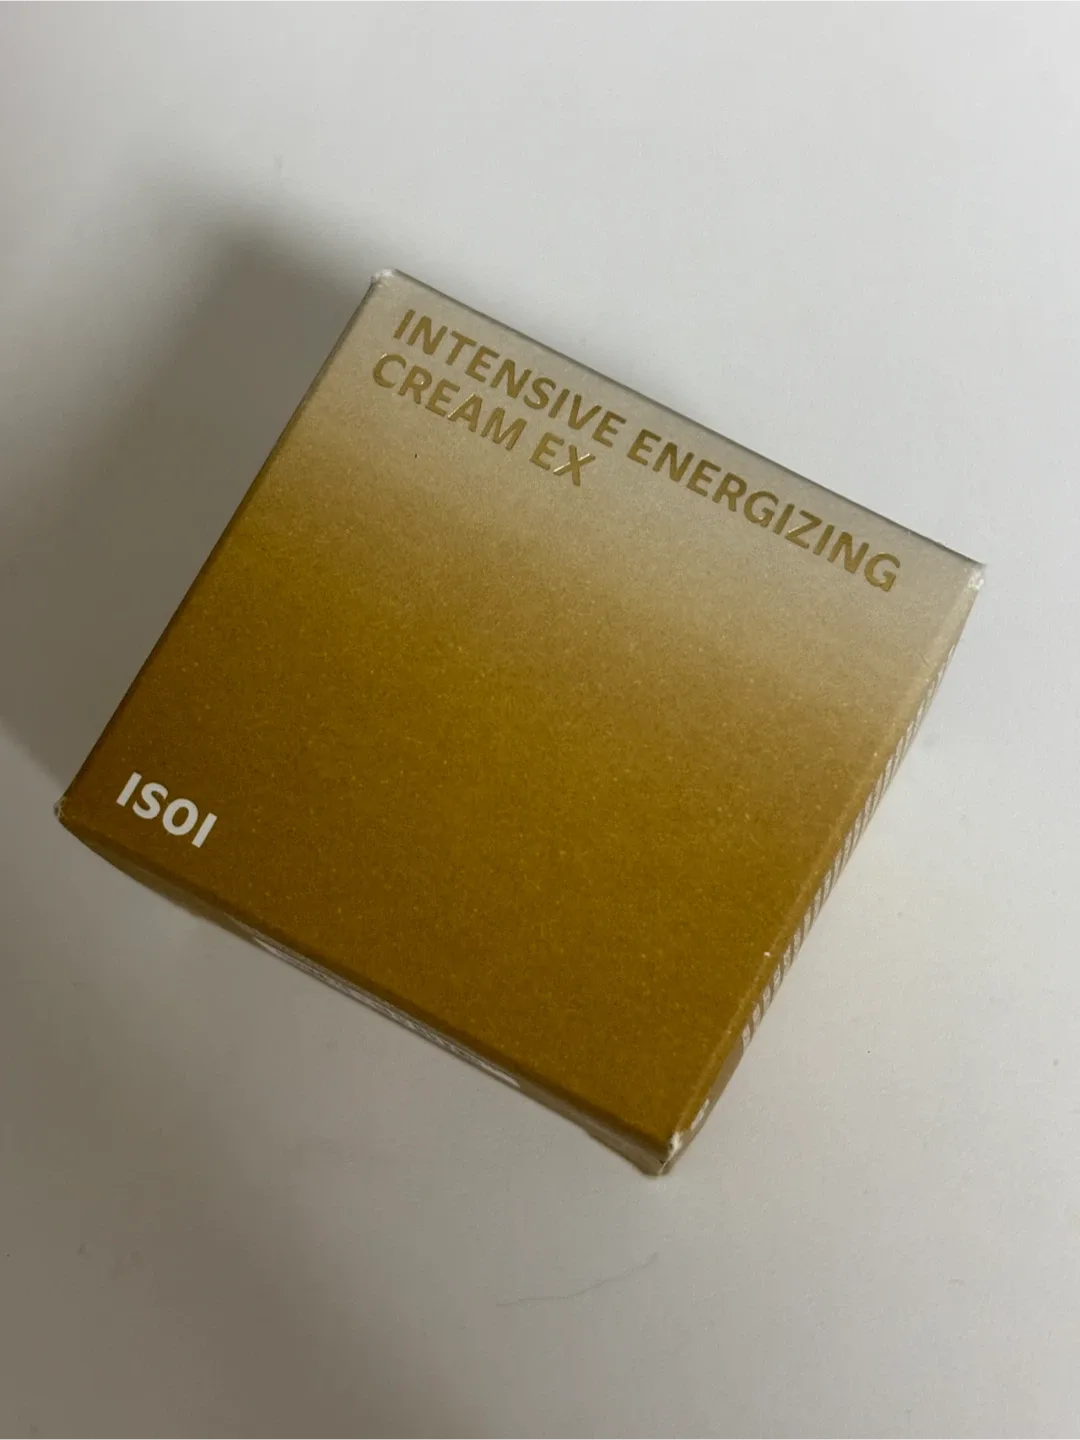 INTENSIVE ENERGIZING
CREAM EX
ISOI